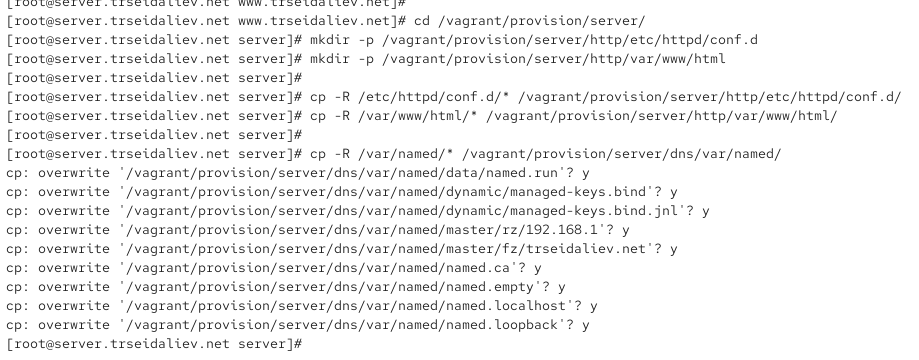 [root@server.trseidaliev.net www.trseidaliev.net]#
[root@server.trseidaliev.net www.trseidaliev.net]# cd /vagrant/provision/server/
[root@server.trseidaliev.net server]# mkdir -p /vagrant/provision/server/http/etc/httpd/conf.d
[root@server.trseidaliev.net server]# mkdir -p /vagrant/provision/server/http/var/www/html
[root@server.trseidaliev.net server]#
[root@server.trseidaliev.net server]# cp -R /etc/httpd/conf.d/* /vagrant/provision/server/http/etc/httpd/conf.d/
[root@server.trseidaliev.net server]# cp -R /var/www/html/* /vagrant/provision/server/http/var/www/html/
[root@server.trseidaliev.net server]#
[root@server.trseidaliev.net server]# cp -R /var/named/* /vagrant/provision/server/dns/var/named/
cp: overwrite '/vagrant/provision/server/dns/var/named/data/named.run'? y
cp: overwrite '/vagrant/provision/server/dns/var/named/dynamic/managed-keys.bind'? y
cp: overwrite '/vagrant/provision/server/dns/var/named/dynamic/managed-keys.bind.jnl'? y
cp: overwrite '/vagrant/provision/server/dns/var/named/master/rz/192.168.1'? y
cp: overwrite '/vagrant/provision/server/dns/var/named/master/fz/trseidaliev.net'? y
cp: overwrite '/vagrant/provision/server/dns/var/named/named.ca'? y
cp: overwrite '/vagrant/provision/server/dns/var/named/named.empty'? y
cp: overwrite '/vagrant/provision/server/dns/var/named/named.localhost'? y
cp: overwrite '/vagrant/provision/server/dns/var/named/named.loopback'? y
[root@server.trseidaliev.net server]#